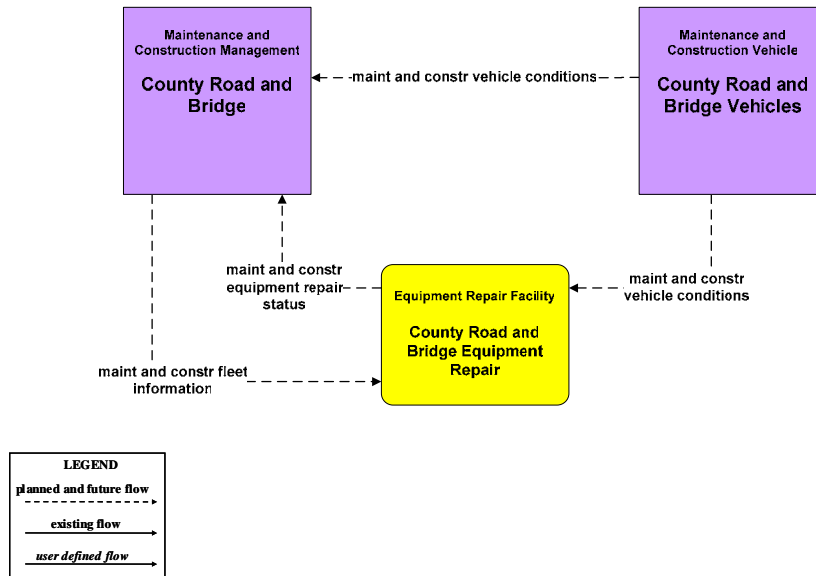 Maintenance and
Construction Management
County Road and
Bridge
Maintenance and
Construction Vehicle
County Road and
Bridge Vehicles
maint and constr vehicle conditions
maint and constr
equipment repair
status
Equipment Repair Facility
County Road and
Bridge Equipment
Repair
maint and constr
vehicle conditions
maint and constr fleet
information
LEGEND
planned and future flow
existing flow
user defined flow